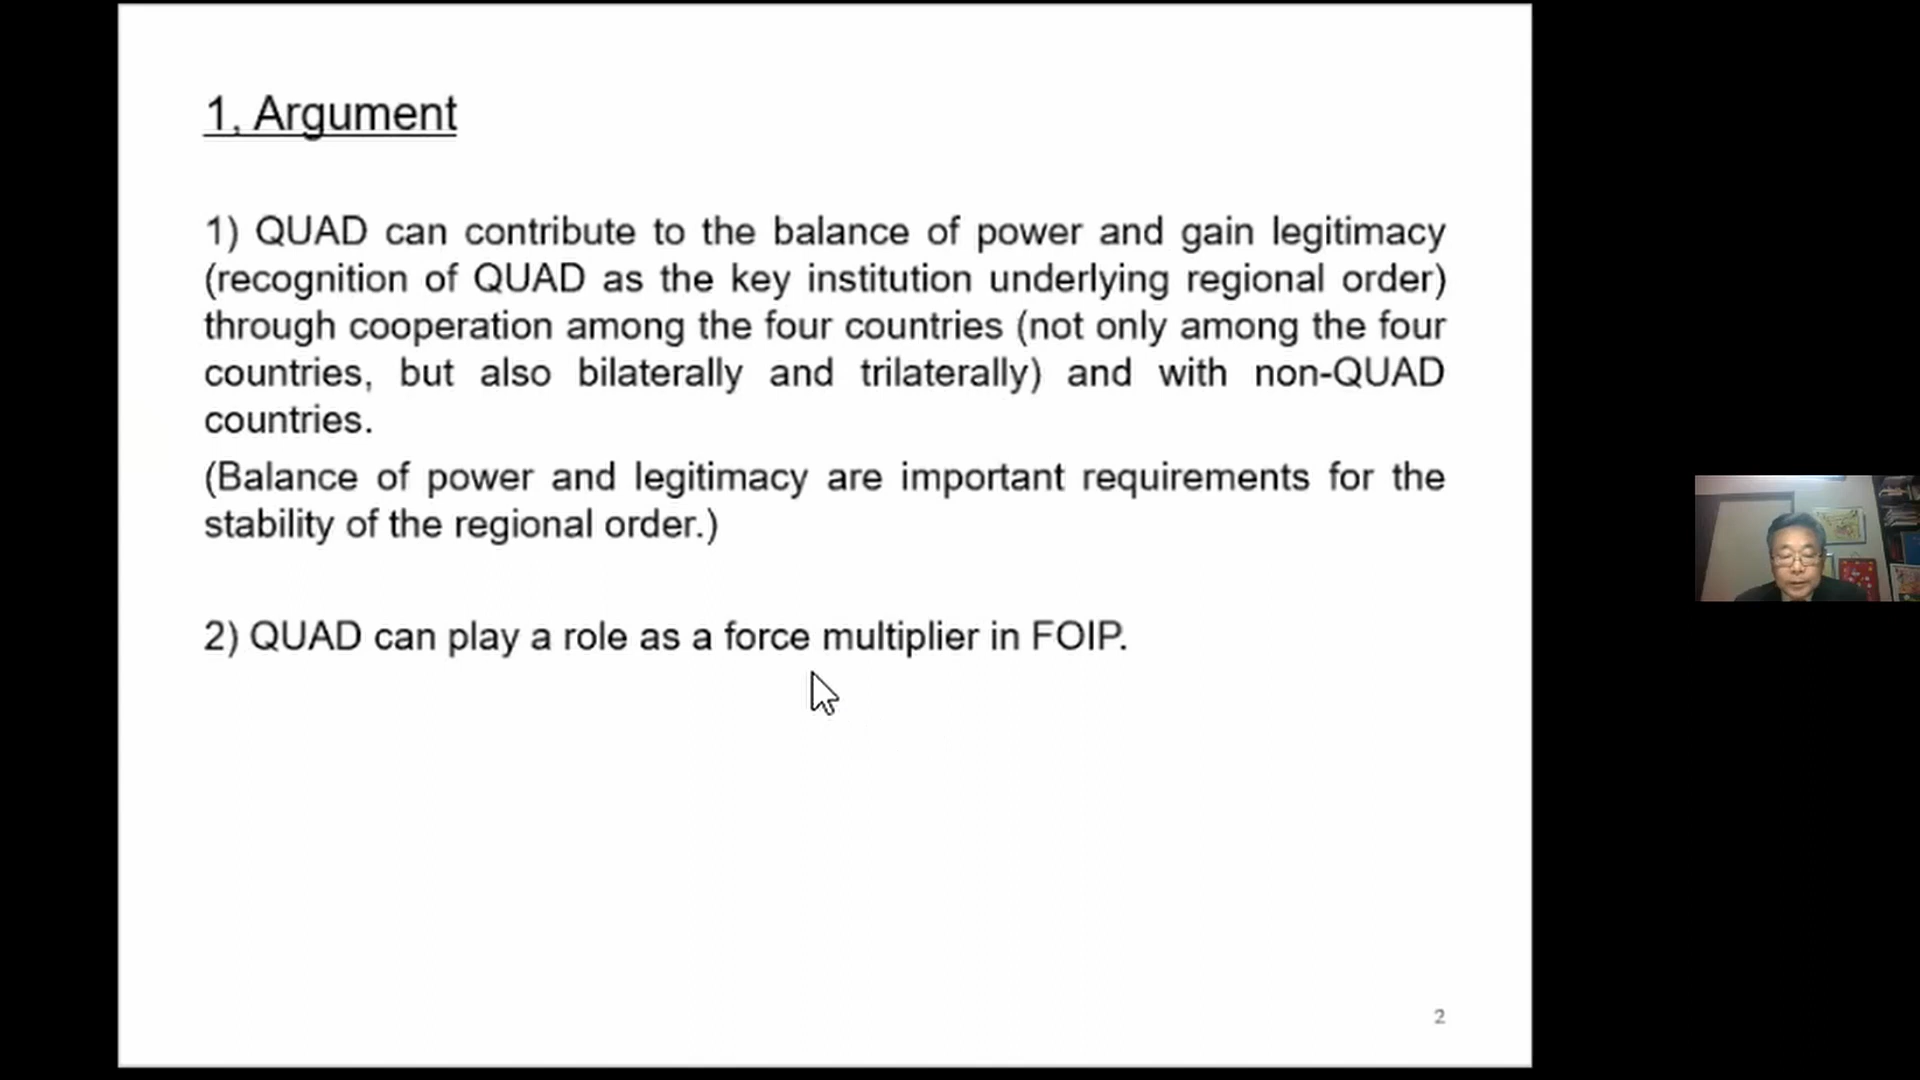 1, Argument
1) QUAD can contribute to the balance of power and gain legitimacy
(recognition of QUAD as the key institution underlying regional order)
through cooperation among the four countries (not only among the four
countries, but also bilaterally and trilaterally) and with non-QUAD
countries.
(Balance of power and legitimacy are important requirements for the
stability of the regional order.)
2) QUAD can play a role as a force multiplier in FOIP.
2